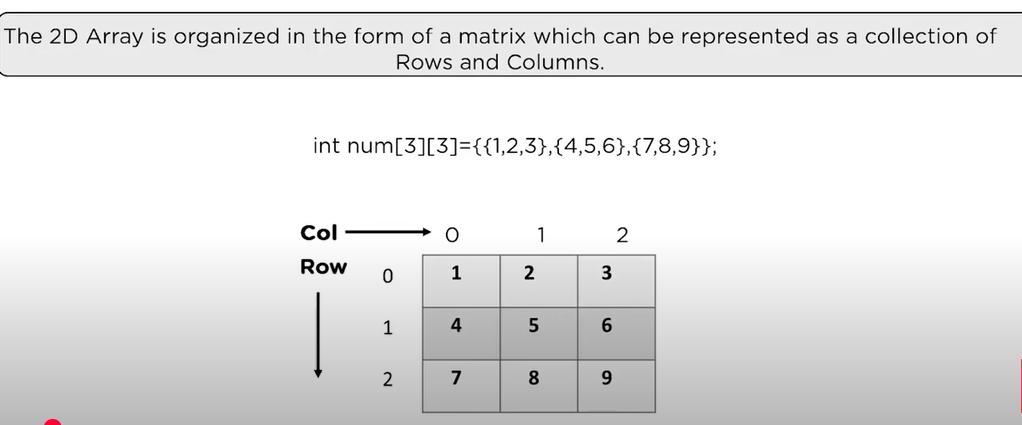 The 2D Array is organized in the form of a matrix which can be represented as a collection of
Rows and Columns.
int num[3][3]={{1,2,3},{4,5,6},{7,8,9}};
Col 0 1 2
Row
0 1 2 3
1 4 5 6
2 7 8 9